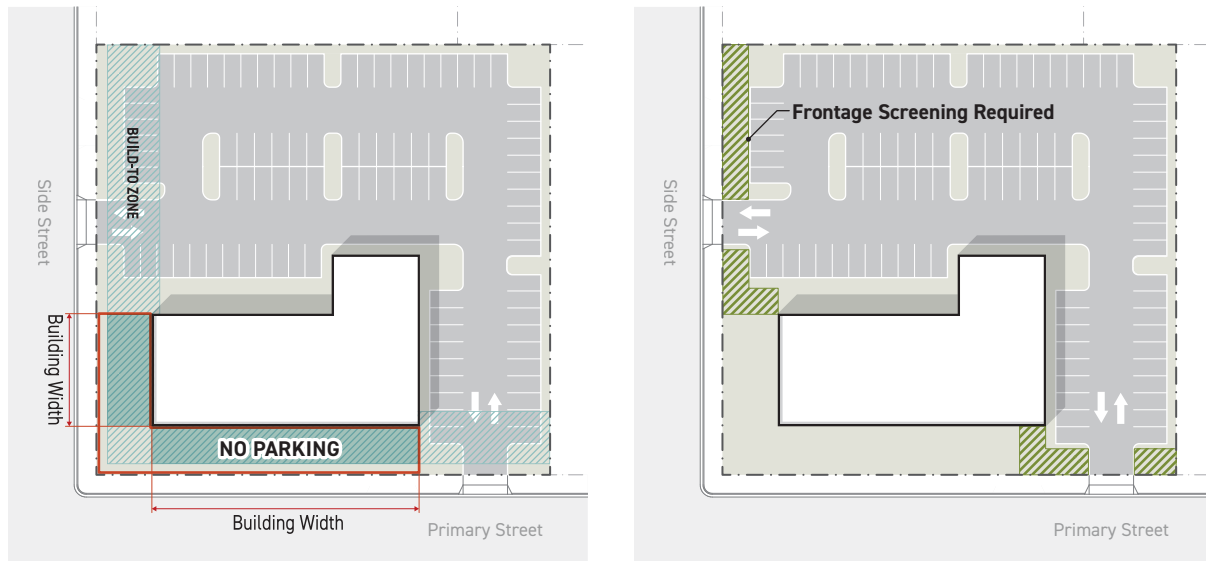 BUILD-TO ZONE
Side Street
Building Width
NO PARKING
Building Width
Primary Street
Frontage Screening Required
Side Street
Primary Street